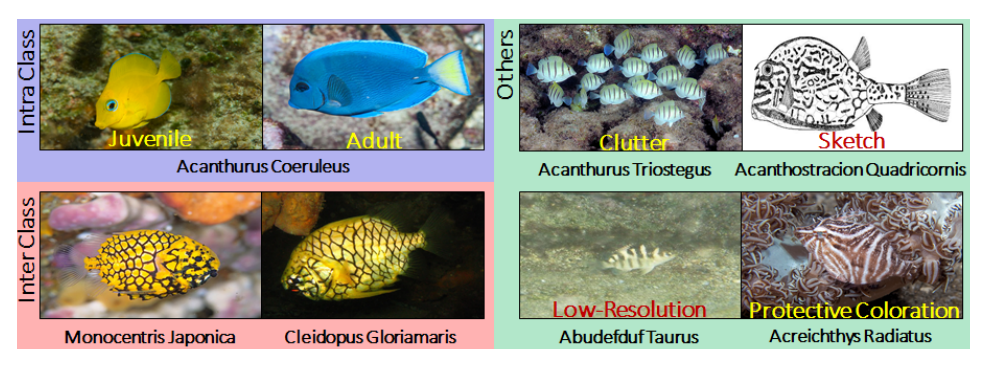 Intra Class
Juvenile
Adult
Acanthurus Coeruleus
Others
Clutter
Sketch
Acanthurus Triostegus
Acanthostracion Quadricornis
Inter Class
Monocentris Japonica
Cleidopus Gloriamaris
Low-Resolution
Protective Coloration
Abudefduf Taurus
Acreichthys Radiatus